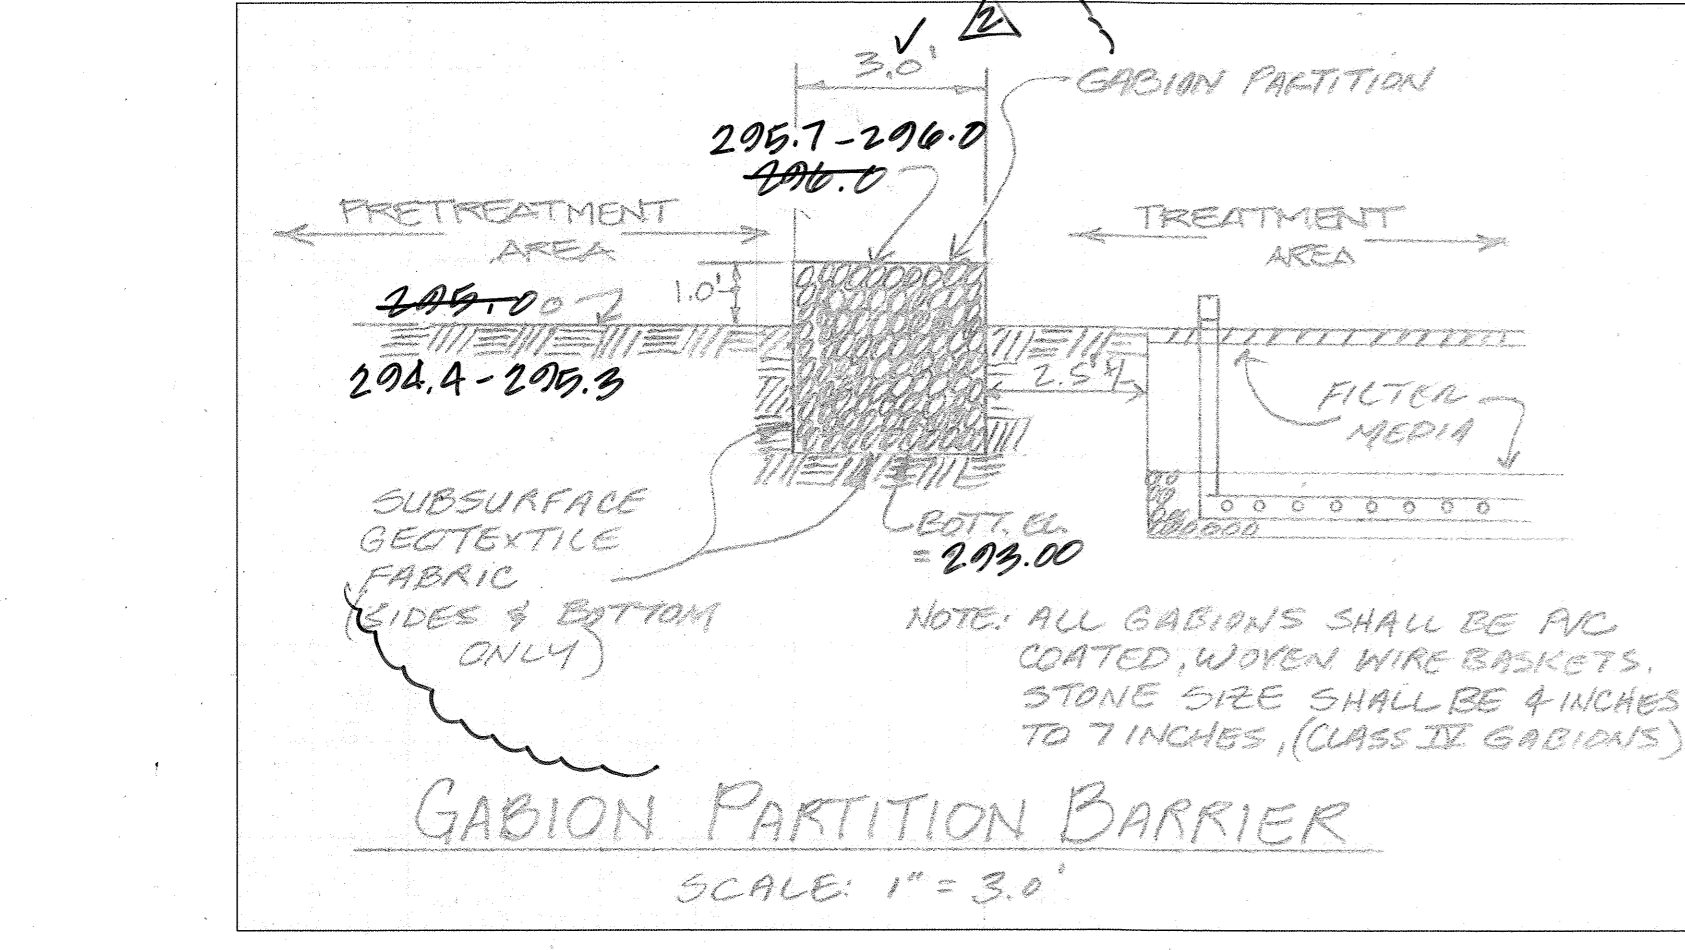 2
3.0'
GABION PARTITION
295.7 - 296.0
296.0
PRETREATMENT
AREA
TREATMENT
AREA
1.0'
295.0
294.4 - 295.3
2.5'
FILTER
MEDIA
SUBSURFACE
GEOTEXTILE
FABRIC
(SIDES & BOTTOM
ONLY)
BOTT. EL.
= 293.00
NOTE: ALL GABIONS SHALL BE PVC
COATED, WOVEN WIRE BASKETS.
STONE SIZE SHALL BE 4 INCHES
TO 7 INCHES, (CLASS IV GABIONS)
GABION PARTITION BARRIER
SCALE: 1" = 3.0'